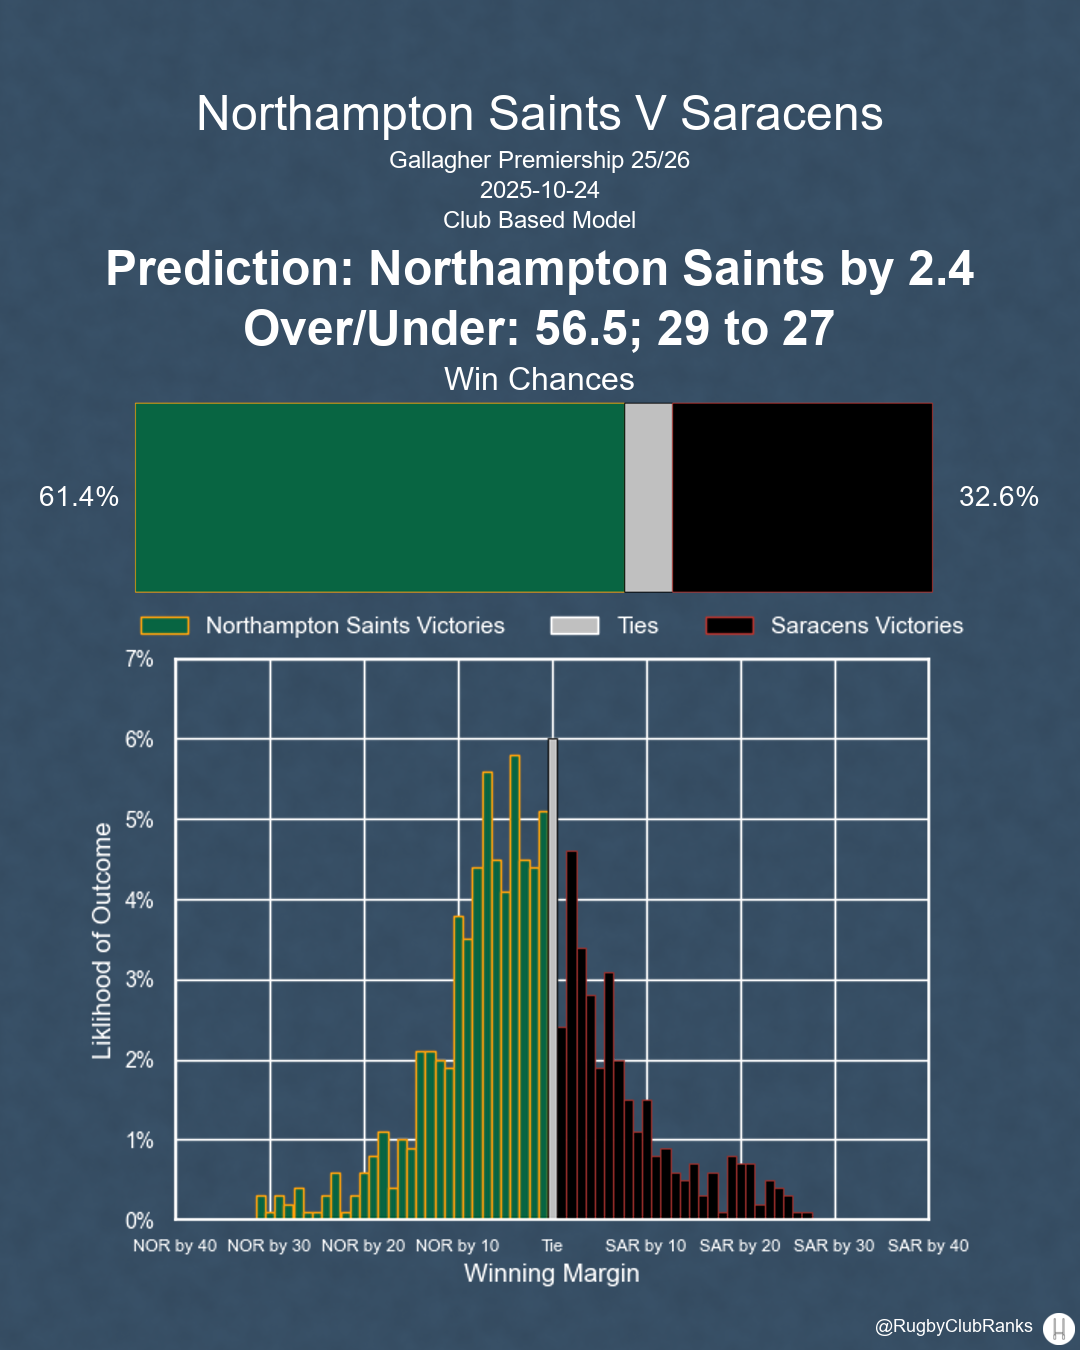 Northampton Saints V Saracens
Gallagher Premiership 25/26
2025-10-24
Club Based Model
Prediction: Northampton Saints by 2.4
Over/Under: 56.5; 29 to 27
Win Chances
61.4%
32.6%
Northampton Saints Victories
Ties
Saracens Victories
7%
6%
5%
4%
3%
2%
1%
0%
Liklihood of Outcome
NOR by 40
NOR by 30
NOR by 20
NOR by 10
Tie
SAR by 10
SAR by 20
SAR by 30
SAR by 40
Winning Margin
@RugbyClubRanks